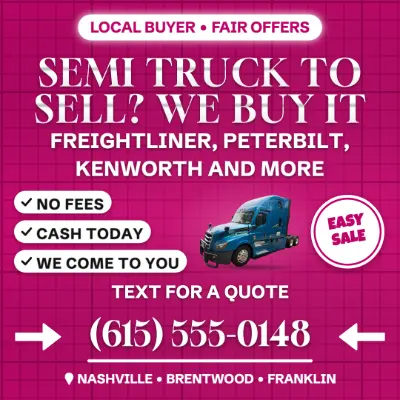 LOCAL BUYER • FAIR OFFERS
SEMI TRUCK TO
SELL? WE BUY IT
FREIGHTLINER, PETERBILT,
KENWORTH AND MORE
NO FEES
CASH TODAY
WE COME TO YOU
EASY
SALE
TEXT FOR A QUOTE
(615) 555-0148
NASHVILLE • BRENTWOOD • FRANKLIN